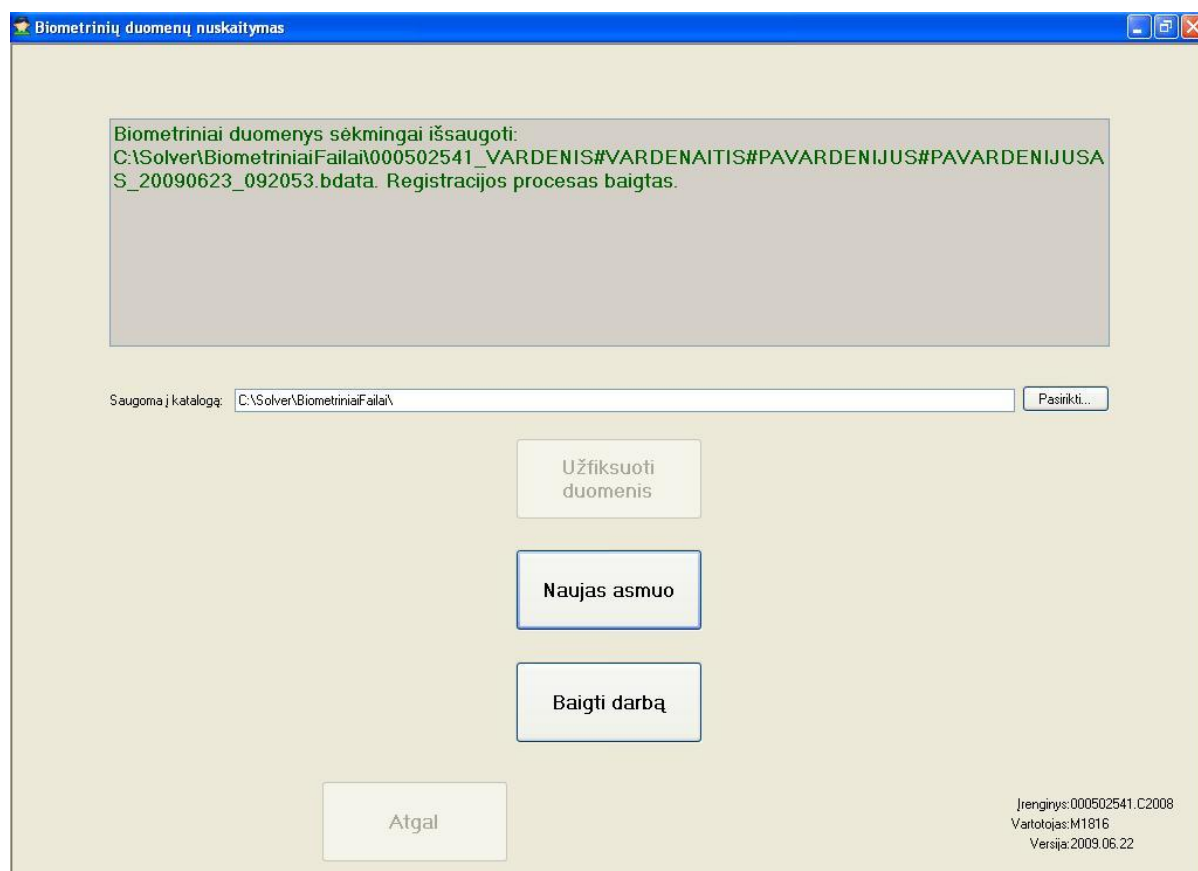 Biometrinių duomenų nuskaitymas
Biometriniai duomenys sėkmingai išsaugoti:
C:\Solver\BiometriniaiFailai\000502541_VARDENIS#VARDENAITIS#PAVARDENIJUS#PAVARDENIJUSA
S_20090623_092053.bdata. Registracijos procesas baigtas.
Saugoma į katalogą: C:\Solver\BiometriniaiFailai\ Pasirikti...
Užfiksuoti
duomenis
Naujas asmuo
Baigti darbą
Atgal
Įrenginys:000502541.C2008
Vartotojas:M1816
Versija:2009.06.22